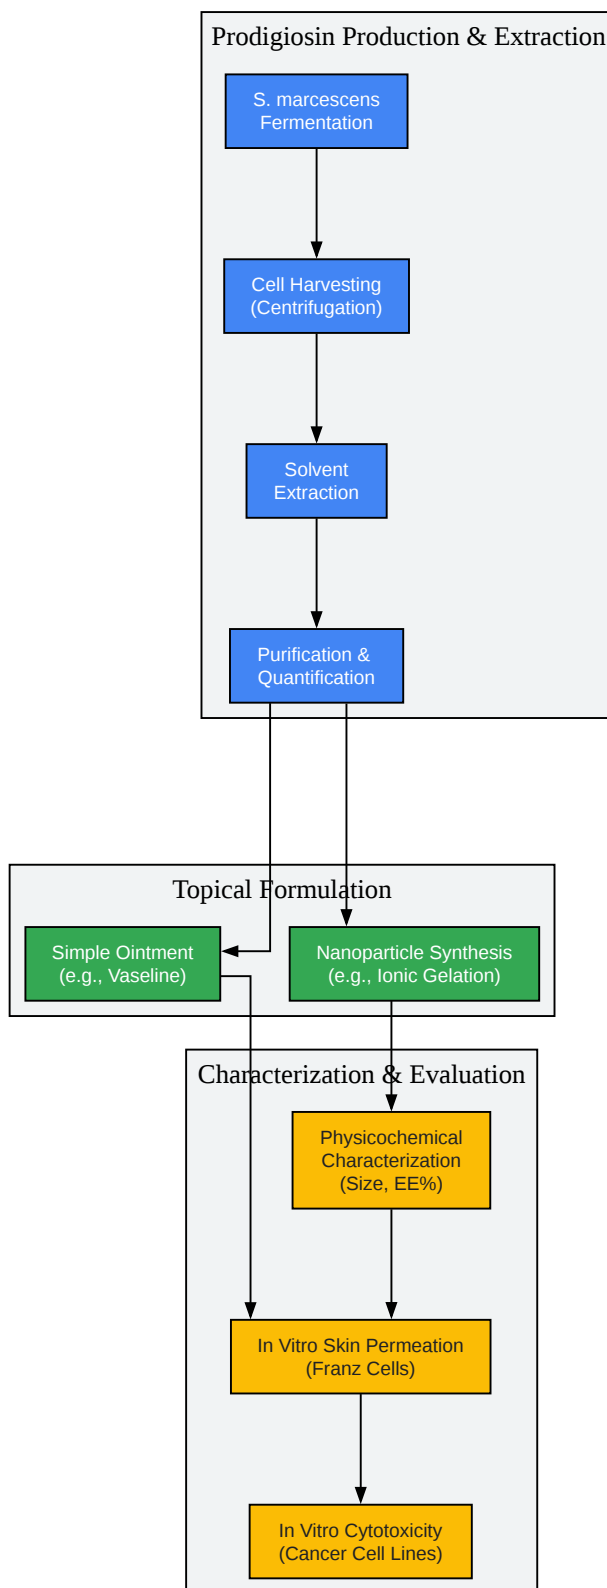 Prodigiosin Production & Extraction
S. marcescens
Fermentation
Cell Harvesting
(Centrifugation)
Solvent
Extraction
Purification &
Quantification
Topical Formulation
Simple Ointment
(e.g., Vaseline)
Nanoparticle Synthesis
(e.g., Ionic Gelation)
Characterization & Evaluation
Physicochemical
Characterization
(Size, EE%)
In Vitro Skin Permeation
(Franz Cells)
In Vitro Cytotoxicity
(Cancer Cell Lines)